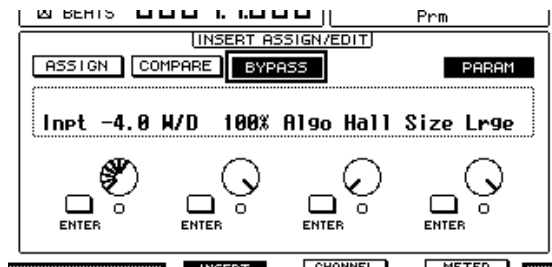 BEATS Prm
INSERT ASSIGN/EDIT
ASSIGN COMPARE BYPASS PARAM
Inpt -4.0 W/D 100% Algo Hall Size Lrge
ENTER ENTER ENTER ENTER
INSERT CHANNEL METER